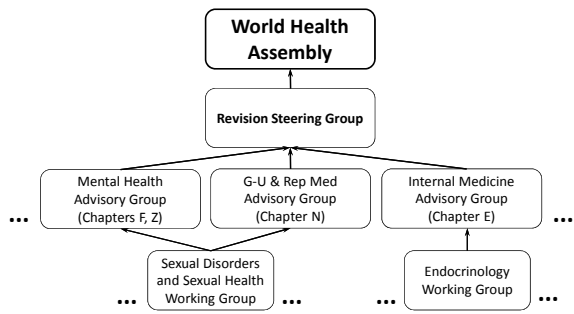 World Health
Assembly
Revision Steering Group
Mental Health
Advisory Group
(Chapters F, Z)
G-U & Rep Med
Advisory Group
(Chapter N)
Internal Medicine
Advisory Group
(Chapter E)
...
...
Sexual Disorders
and Sexual Health
Working Group
Endocrinology
Working Group
...
...
...
...